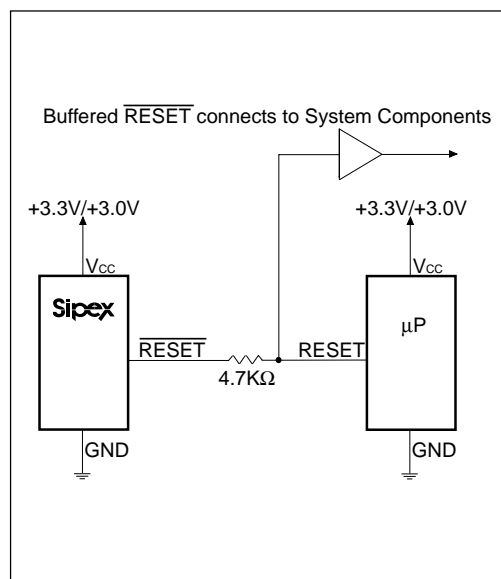 Buffered RESET connects to System Components
+3.3V/+3.0V
+3.3V/+3.0V
VCC
VCC
Sipex
µP
RESET
RESET
4.7KΩ
GND
GND